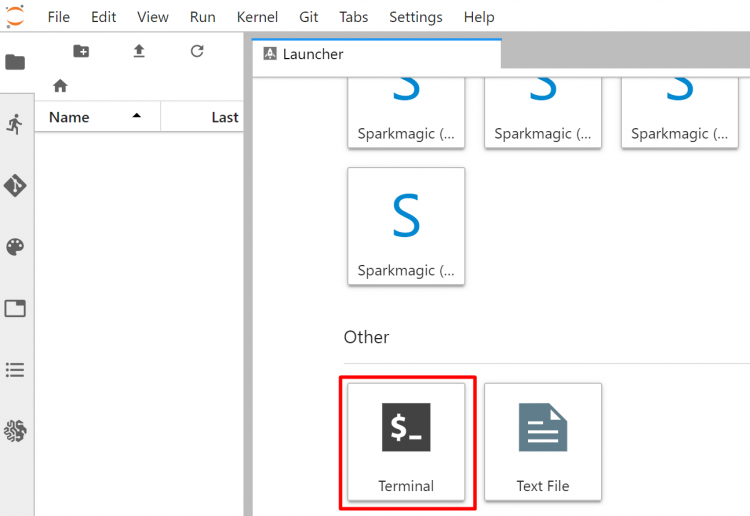 File Edit View Run Kernel Git Tabs Settings Help
Launcher
Name Last
S S S
Sparkmagic (... Sparkmagic (... Sparkmagic (...
S
Sparkmagic (...
Other
$_
Terminal Text File